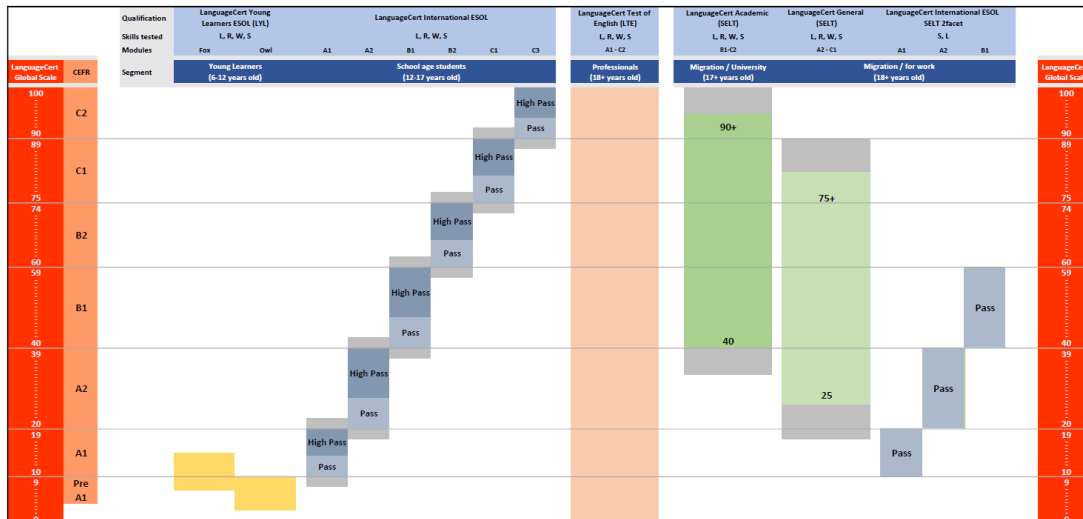 Qualification
LanguageCert Young
Learners ESOL (LYL)
LanguageCert International ESOL
LanguageCert Test of
English (LTE)
LanguageCert Academic
(SELT)
LanguageCert General
(SELT)
LanguageCert International ESOL
SELT 2facet
Skills tested
L, R, W, S
L, R, W, S
L, R, W, S
L, R, W, S
L, R, W, S
S, L
Modules
Fox
Owl
A1
A2
B1
B2
C1
C3
A1 - C2
B1-C2
A2 - C1
A1
A2
B1
LanguageCert
Global Scale
CEFR
Segment
Young Learners
(6-12 years old)
School age students
(12-17 years old)
Professionals
(18+ years old)
Migration / University
(17+ years old)
Migration / for work
(18+ years old)
LanguageCert
Global Scale
100
C2
High Pass
Pass
90+
100
90
89
C1
High Pass
Pass
90
89
75
74
B2
High Pass
Pass
75+
75
74
60
59
B1
High Pass
Pass
Pass
60
59
40
39
A2
High Pass
Pass
40
25
Pass
40
39
20
19
A1
High Pass
Pass
Pass
20
19
10
9
Pre
A1
10
9
0
0